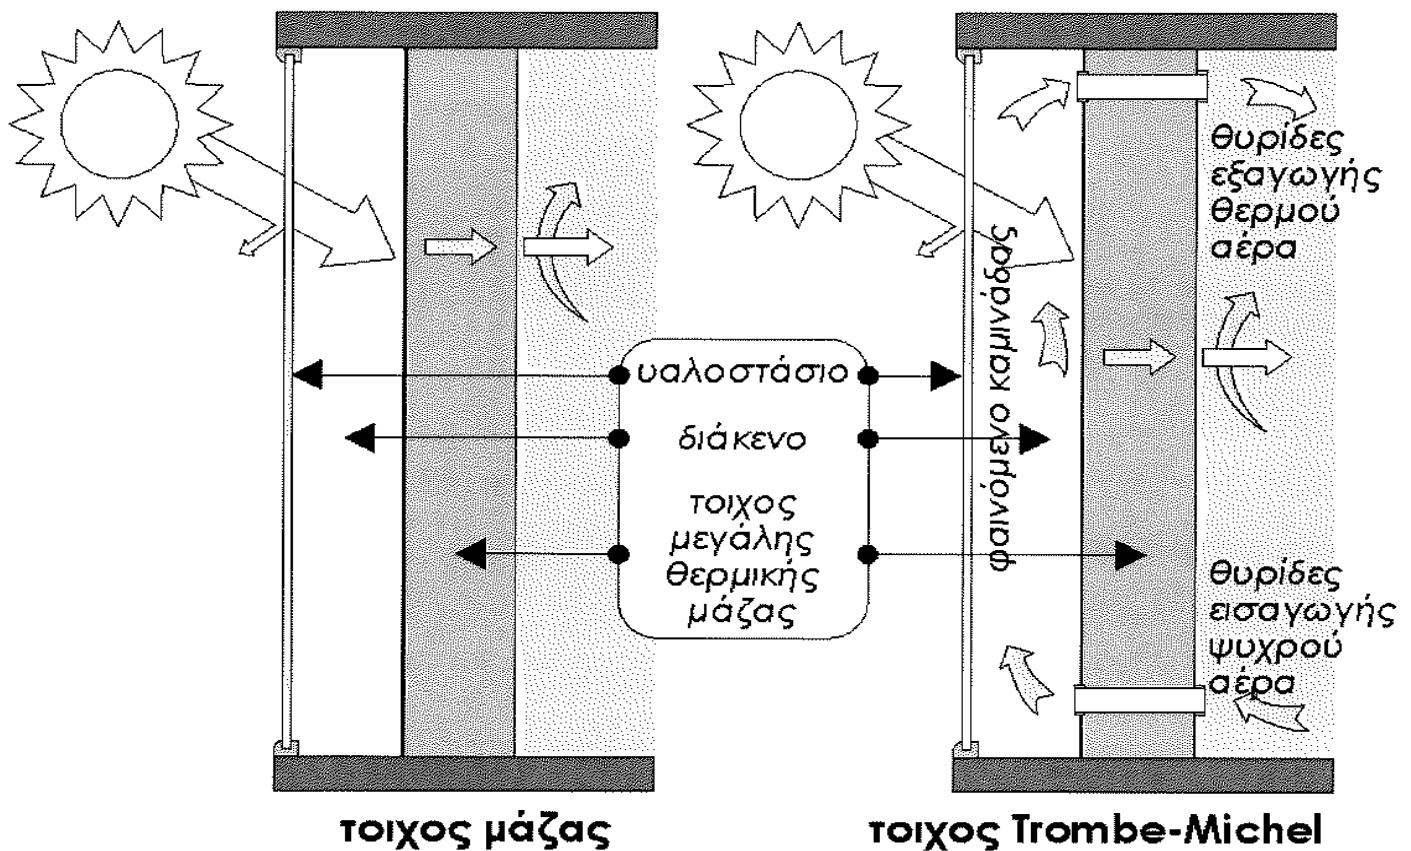 υαλοστάσιο
διάκενο
τοιχος
μεγάλης
θερμικής
μάζας
φαινόμενο καμινάδας
θυρίδες
εξαγωγής
θερμού
αέρα
θυρίδες
εισαγωγής
ψυχρού
αέρα
τοιχος μάζας
τοιχος Trombe-Michel